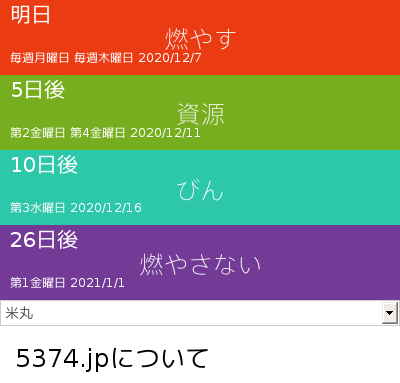 明日
燃やす
毎週月曜日 毎週木曜日 2020/12/7
5日後
資源
第2金曜日 第4金曜日 2020/12/11
10日後
びん
第3水曜日 2020/12/16
26日後
燃やさない
第1金曜日 2021/1/1
米丸
5374.jpについて